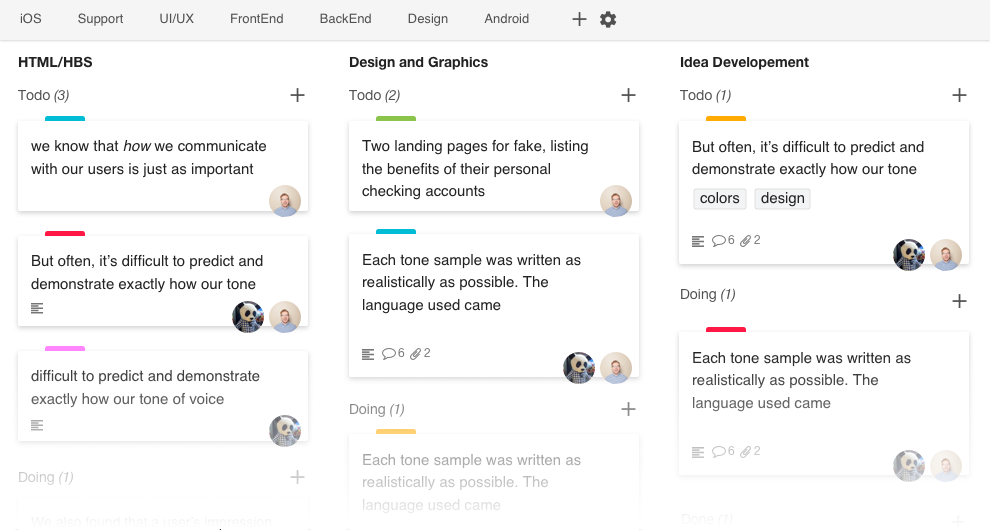 iOS Support UI/UX FrontEnd BackEnd Design Android
HTML/HBS
Todo (3)
we know that how we communicate
with our users is just as important
But often, it’s difficult to predict and
demonstrate exactly how our tone
difficult to predict and demonstrate
exactly how our tone of voice
Doing (1)
We also found that a user's impression
Design and Graphics
Todo (2)
Two landing pages for fake, listing
the benefits of their personal
checking accounts
Each tone sample was written as
realistically as possible. The
language used came
6 2
Doing (1)
Each tone sample was written as
realistically as possible. The
language used came
Idea Developement
Todo (1)
But often, it’s difficult to predict and
demonstrate exactly how our tone
colors design
6 2
Doing (1)
Each tone sample was written as
realistically as possible. The
language used came
6 2
Done (1)